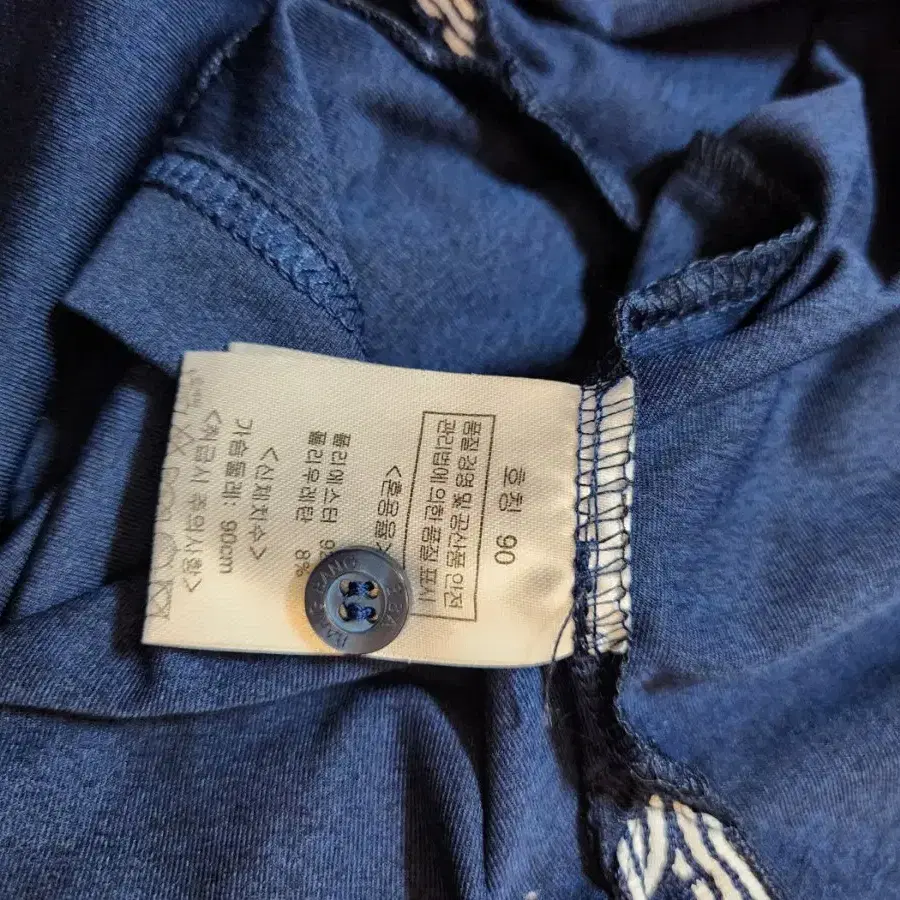 호칭 90
품질 경영 및 공산품 안전
관리법에 의한 품질 표시
<혼용율>
폴리에스터
폴리우레탄 8%
<신체치수>
가슴둘레: 90cm
<취급시 주의사항>